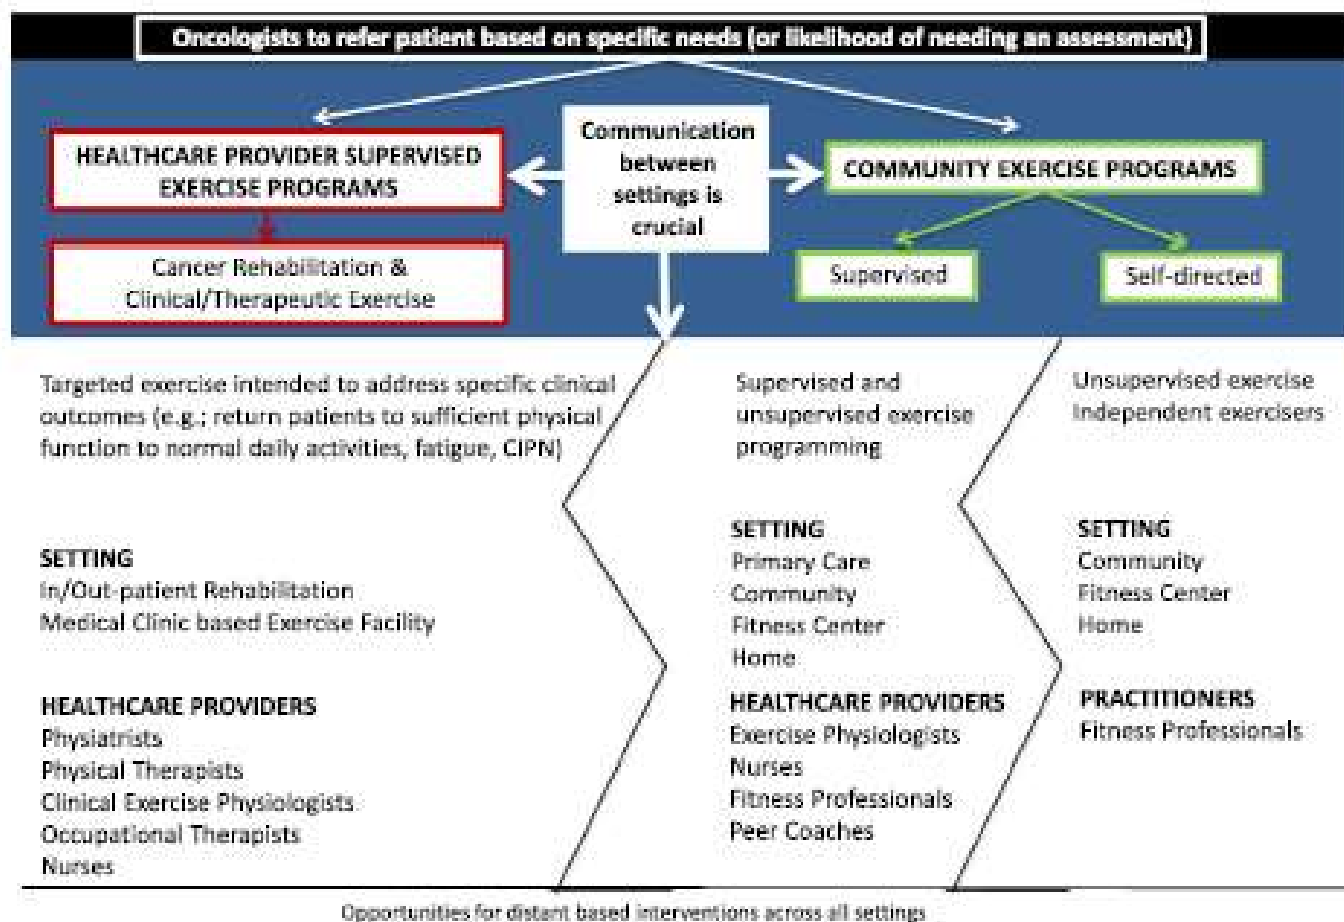 Oncologists to refer patient based on specific needs (or likelihood of needing an assessment)
HEALTHCARE PROVIDER SUPERVISED
EXERCISE PROGRAMS
Communication
between
settings is
crucial
COMMUNITY EXERCISE PROGRAMS
Cancer Rehabilitation &
Clinical/Therapeutic Exercise
Supervised
Self-directed
Targeted exercise intended to address specific clinical
outcomes (e.g.; return patients to sufficient physical
function to normal daily activities, fatigue, CIPN)
SETTING
In/Out-patient Rehabilitation
Medical Clinic based Exercise Facility
HEALTHCARE PROVIDERS
Physiatrists
Physical Therapists
Clinical Exercise Physiologists
Occupational Therapists
Nurses
Supervised and
unsupervised exercise
programming
SETTING
Primary Care
Community
Fitness Center
Home
HEALTHCARE PROVIDERS
Exercise Physiologists
Nurses
Fitness Professionals
Peer Coaches
Unsupervised exercise
Independent exercisers
SETTING
Community
Fitness Center
Home
PRACTITIONERS
Fitness Professionals
Opportunities for distant based interventions across all settings